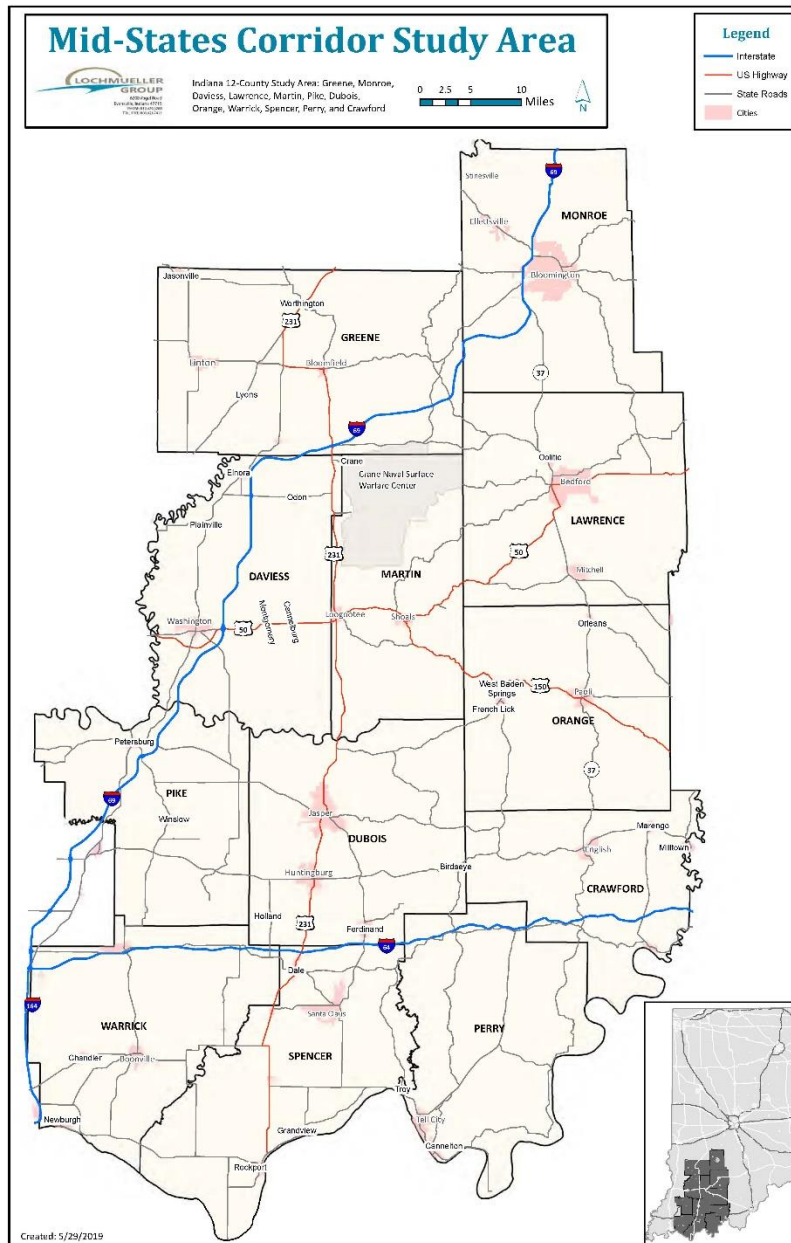 Mid-States Corridor Study Area
LOCHMUELLER
GROUP
Indiana 12-County Study Area: Greene, Monroe,
Daviess, Lawrence, Martin, Pike, Dubois,
Orange, Warrick, Spencer, Perry, and Crawford
0 2.5 5 10
Miles
N
Legend
Interstate
US Highway
State Roads
Cities
69
Stinesville
MONROE
Ellettsville
Bloomington
Jasonville
Worthington
231
GREENE
Linton
Bloomfield
37
Lyons
69
Crane
Oolitic
Elnora
Crane Naval Surface
Warfare Center
Bedford
Odon
LAWRENCE
Plainville
231
50
DAVIESS
MARTIN
Mitchell
Washington
50
Montgomery
Cannelburg
Loogootee
Shoals
Orleans
West Baden
Springs
150
Paoli
French Lick
ORANGE
Petersburg
37
PIKE
69
Winslow
Jasper
DUBOIS
Marengo
English
Milltown
Huntingburg
Birdseye
CRAWFORD
Holland
231
Ferdinand
64
Dale
164
Santa Claus
WARRICK
PERRY
Chandler
Boonville
SPENCER
Troy
Newburgh
Tell City
Grandview
Cannelton
Rockport
Created: 5/29/2019